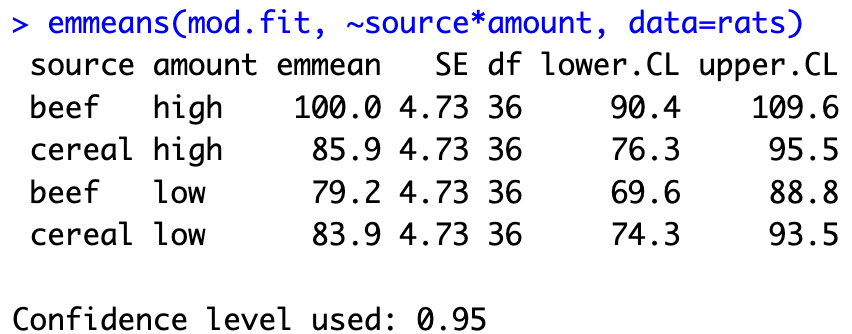 > emmeans(mod.fit, ~source*amount, data=rats)
source amount emmean SE df lower.CL upper.CL
beef high 100.0 4.73 36 90.4 109.6
cereal high 85.9 4.73 36 76.3 95.5
beef low 79.2 4.73 36 69.6 88.8
cereal low 83.9 4.73 36 74.3 93.5
Confidence level used: 0.95